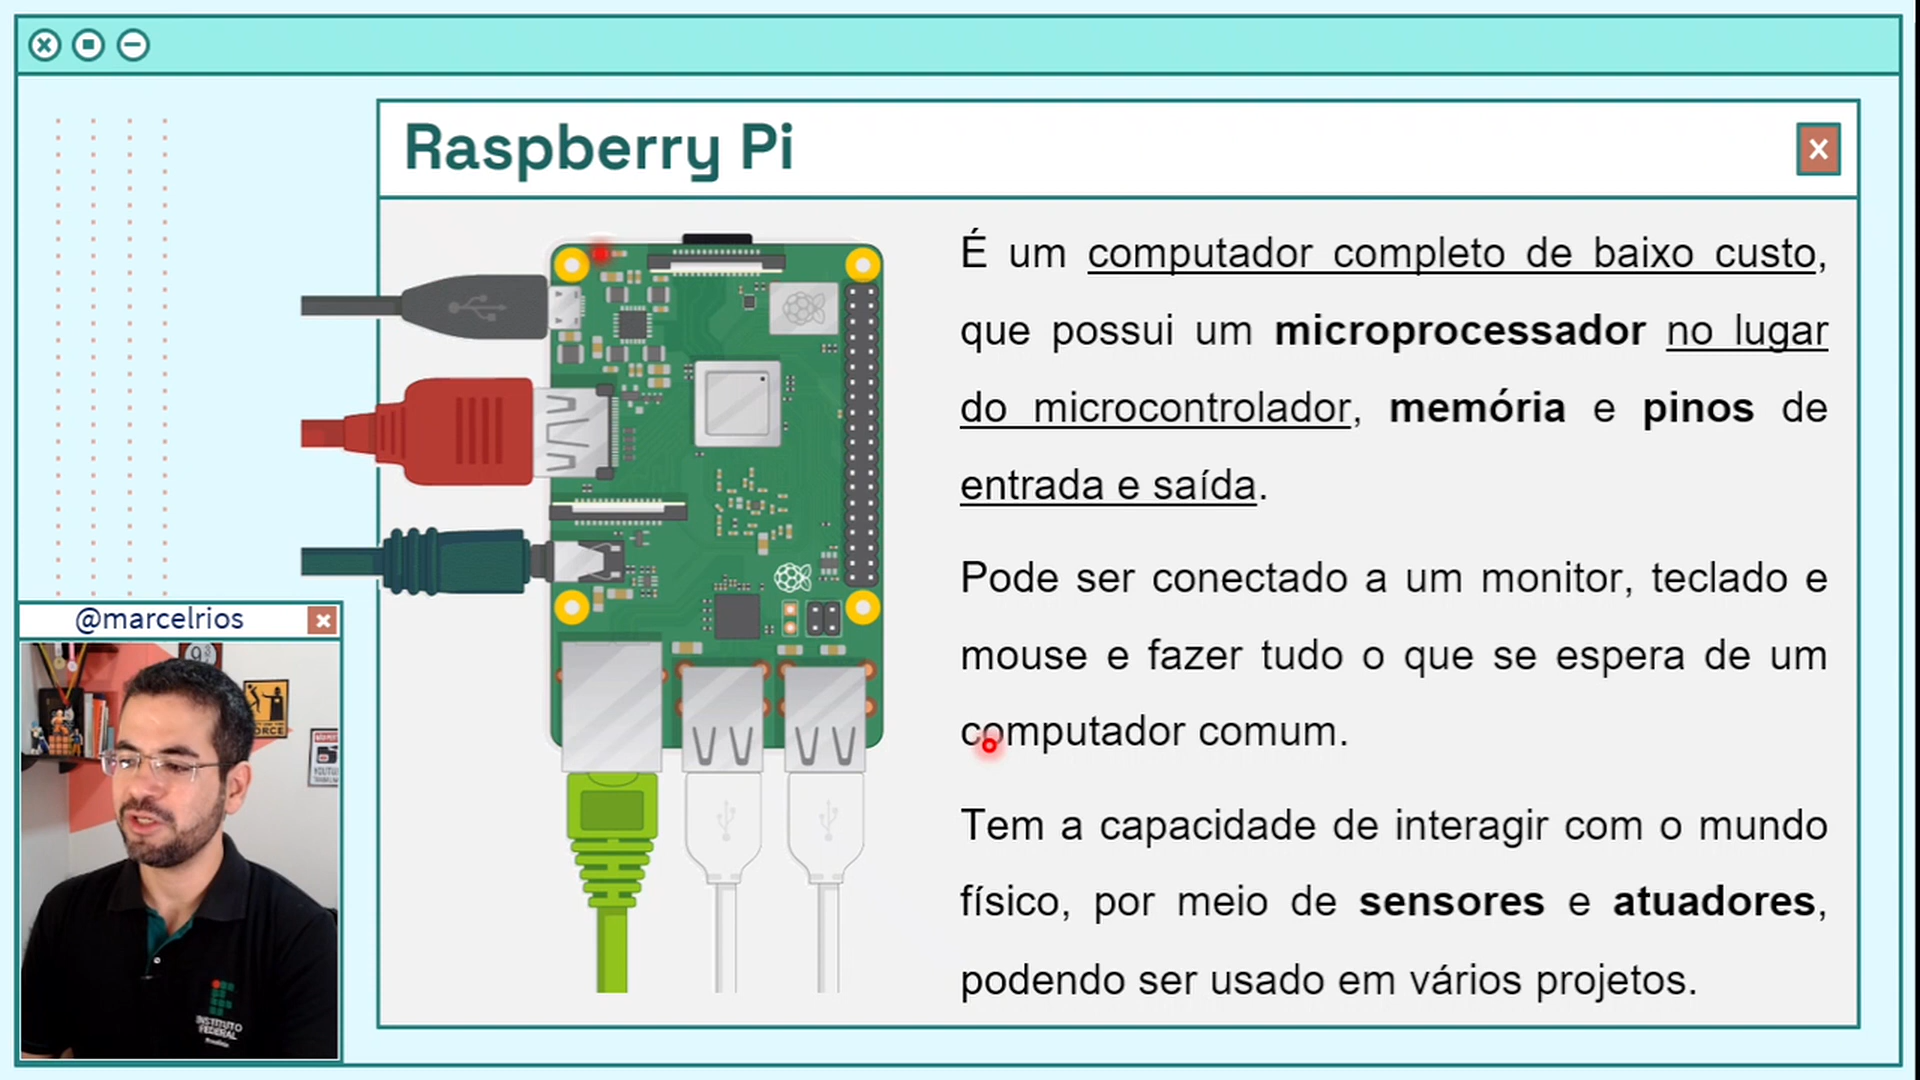 Raspberry Pi
É um computador completo de baixo custo,
que possui um microprocessador no lugar
do microcontrolador, memória e pinos de
entrada e saída.
Pode ser conectado a um monitor, teclado e
mouse e fazer tudo o que se espera de um
computador comum.
Tem a capacidade de interagir com o mundo
físico, por meio de sensores e atuadores,
podendo ser usado em vários projetos.
@marcelrios
INSTITUTO
FEDERAL